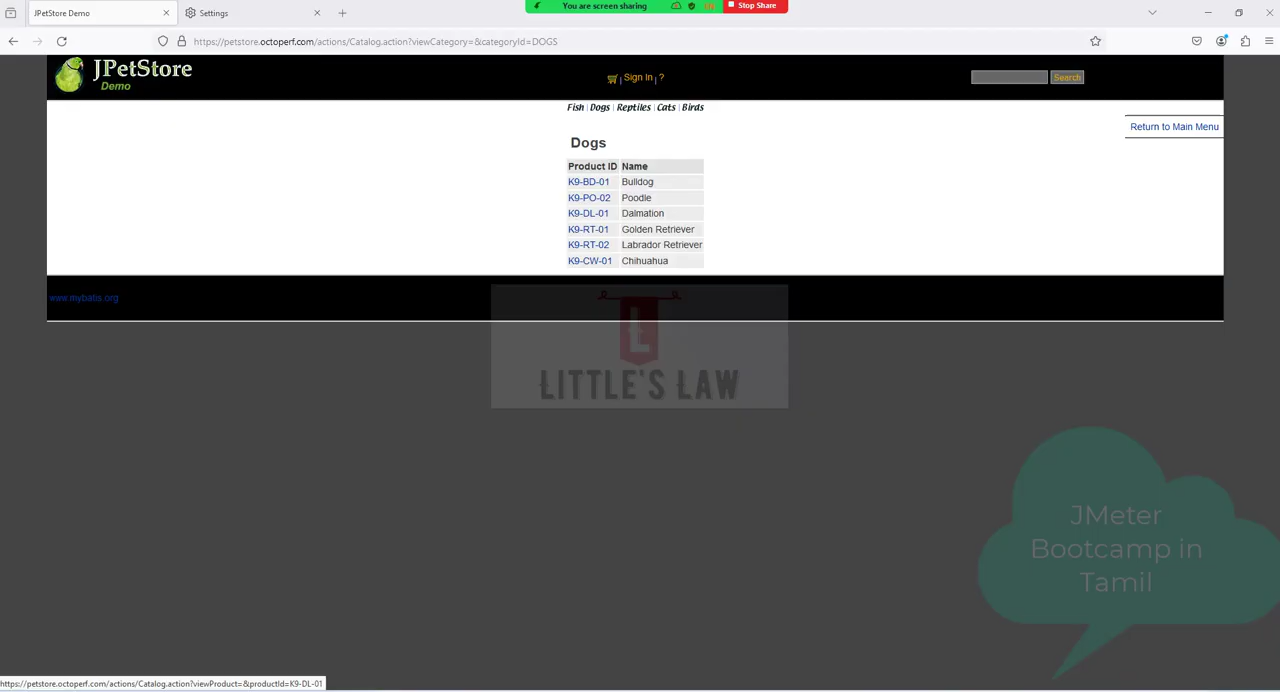 JPetStore Demo
Settings
You are screen sharing
Stop Share
https://petstore.octoperf.com/actions/Catalog.action?viewCategory=&categoryId=DOGS
JPetStore
Demo
Sign In | ?
Search
Fish | Dogs | Reptiles | Cats | Birds
Return to Main Menu
Dogs
Product ID Name
K9-BD-01 Bulldog
K9-PO-02 Poodle
K9-DL-01 Dalmation
K9-RT-01 Golden Retriever
K9-RT-02 Labrador Retriever
K9-CW-01 Chihuahua
www.mybatis.org
L
LITTLE'S LAW
JMeter
Bootcamp in
Tamil
https://petstore.octoperf.com/actions/Catalog.action?viewProduct=&productId=K9-DL-01